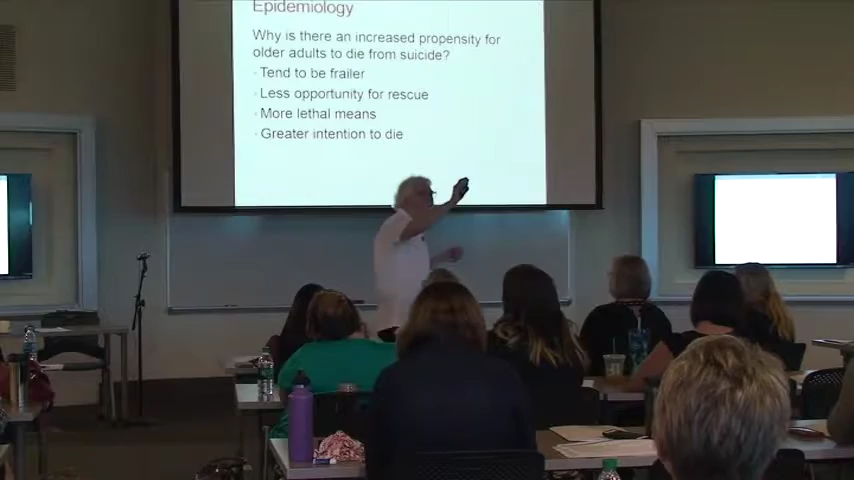 Epidemiology
Why is there an increased propensity for
older adults to die from suicide?
· Tend to be frailer
· Less opportunity for rescue
· More lethal means
· Greater intention to die